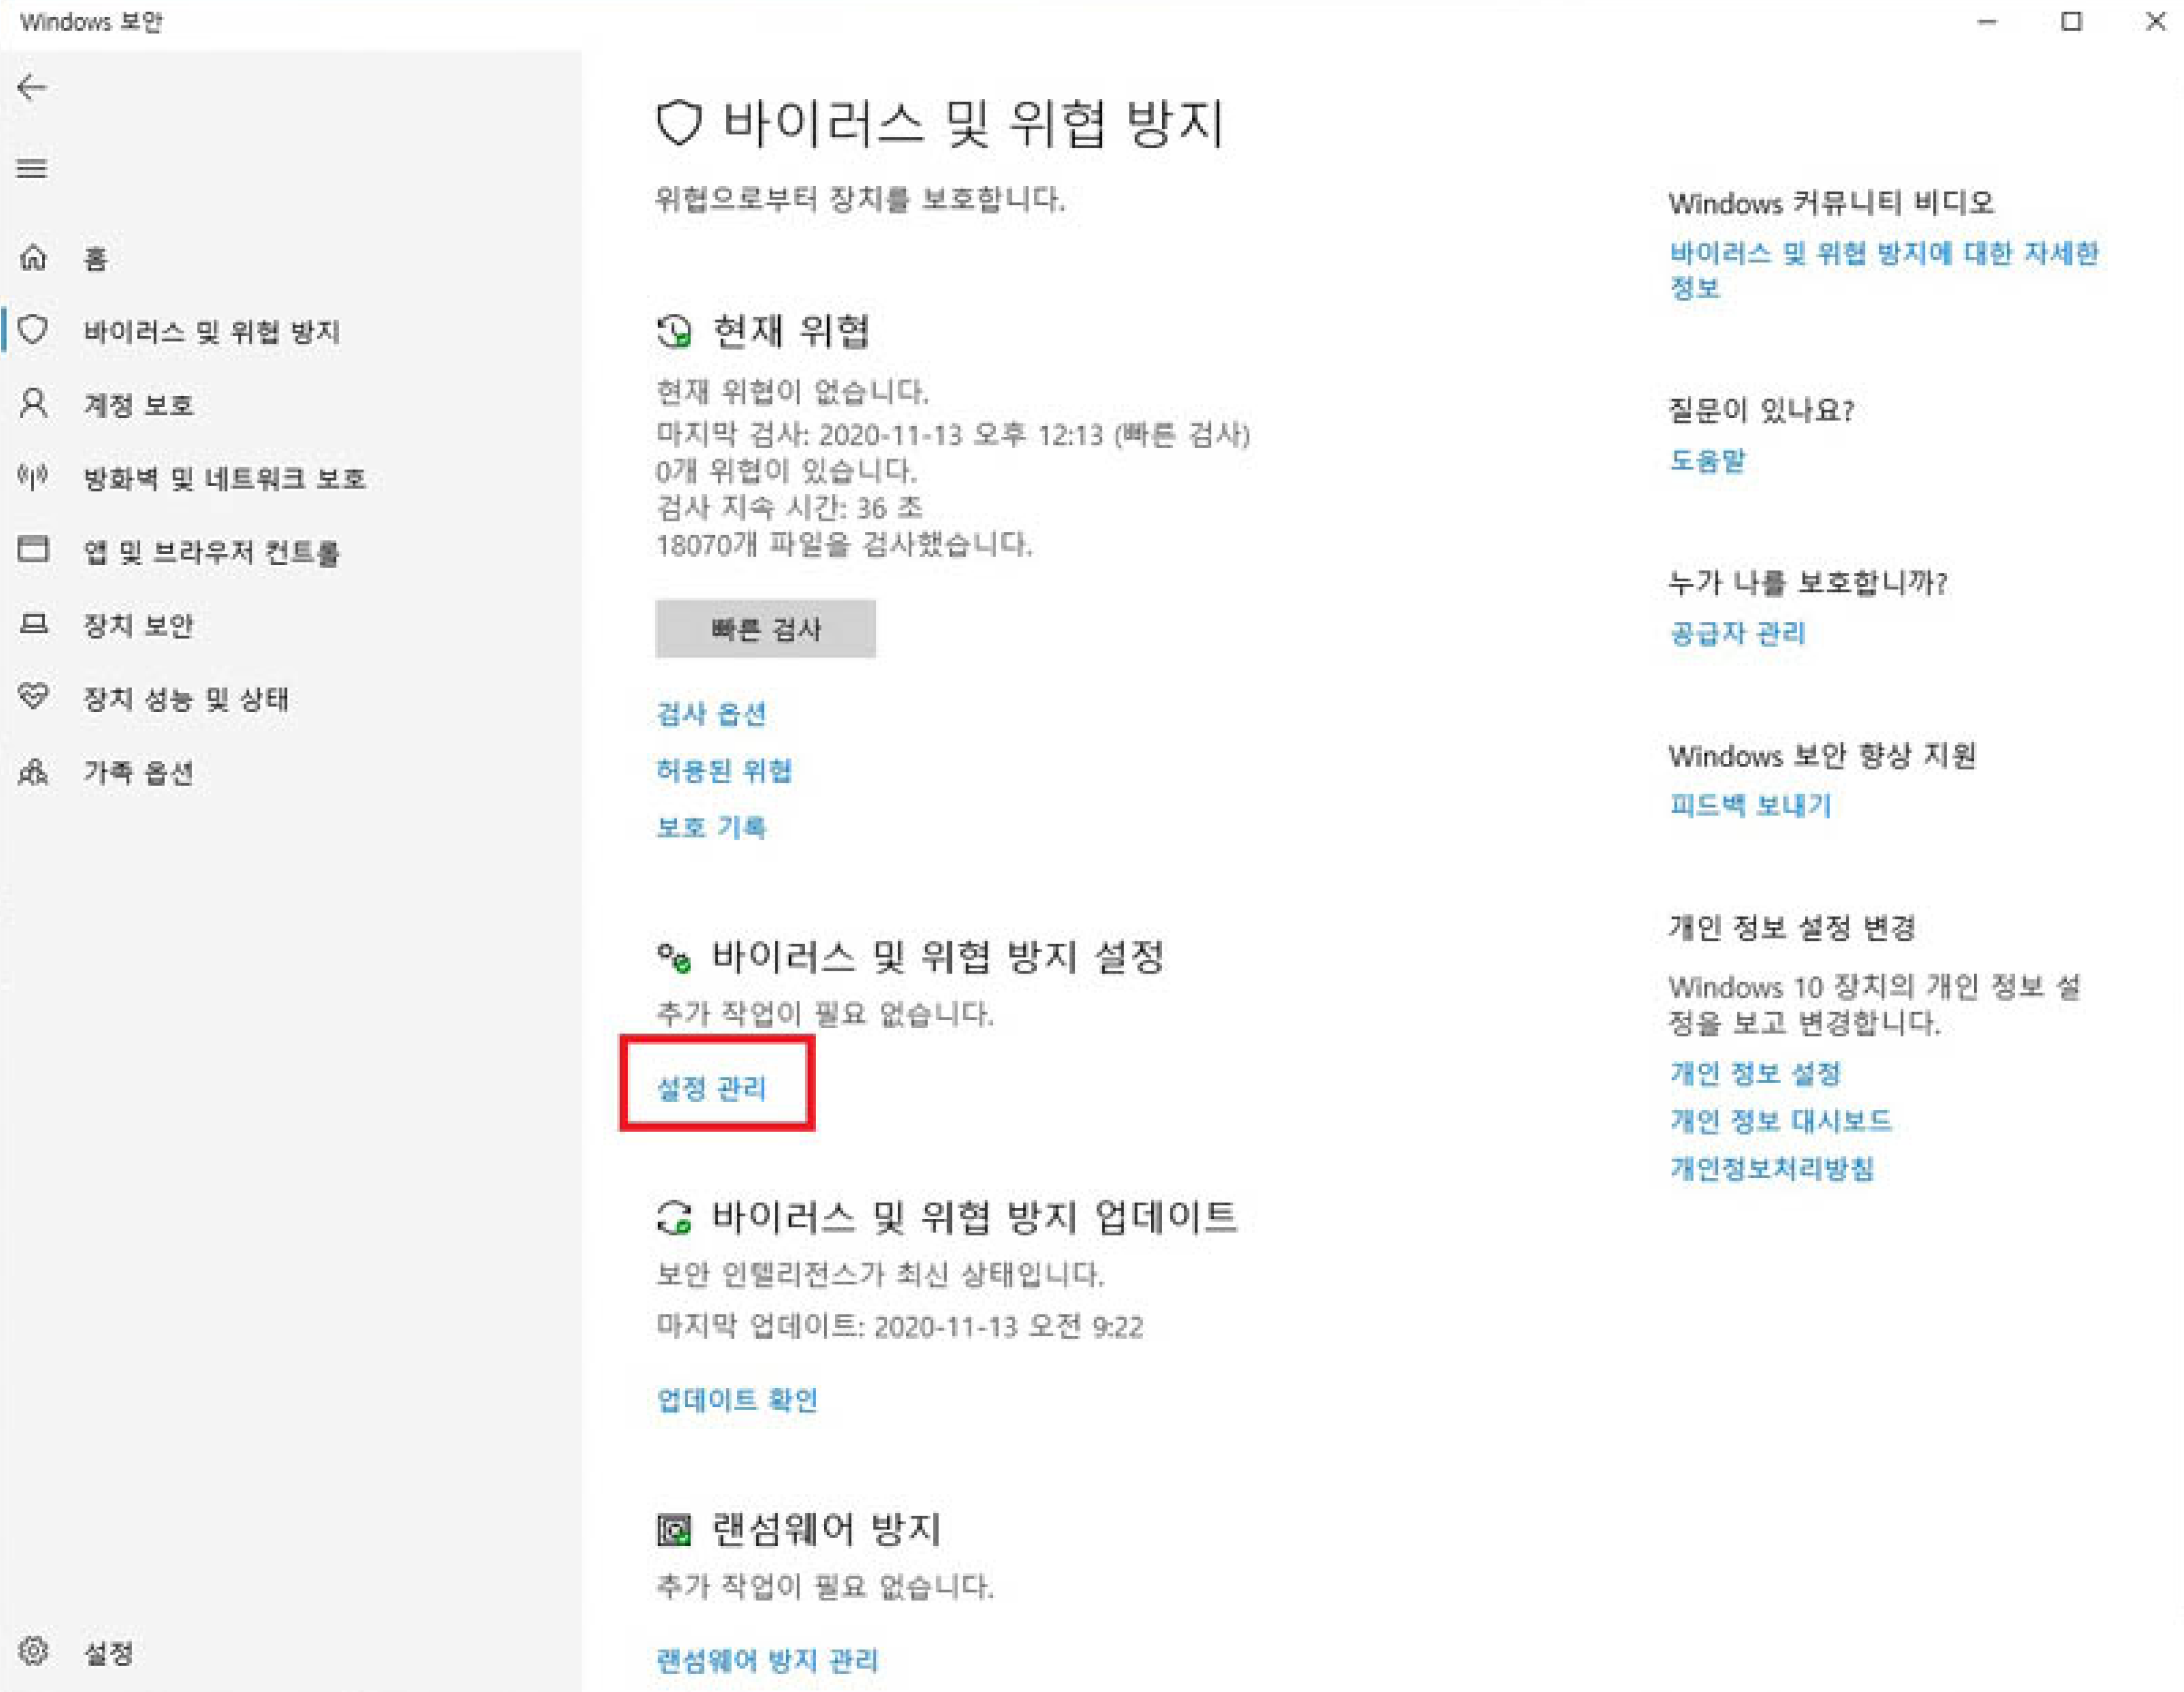 Windows 보안
홈
바이러스 및 위협 방지
계정 보호
방화벽 및 네트워크 보호
앱 및 브라우저 컨트롤
장치 보안
장치 성능 및 상태
가족 옵션
설정
바이러스 및 위협 방지
위협으로부터 장치를 보호합니다.
현재 위협
현재 위협이 없습니다.
마지막 검사: 2020-11-13 오후 12:13 (빠른 검사)
0개 위협이 있습니다.
검사 지속 시간: 36 초
18070개 파일을 검사했습니다.
빠른 검사
검사 옵션
허용된 위협
보호 기록
바이러스 및 위협 방지 설정
추가 작업이 필요 없습니다.
설정 관리
바이러스 및 위협 방지 업데이트
보안 인텔리전스가 최신 상태입니다.
마지막 업데이트: 2020-11-13 오전 9:22
업데이트 확인
랜섬웨어 방지
추가 작업이 필요 없습니다.
랜섬웨어 방지 관리
Windows 커뮤니티 비디오
바이러스 및 위협 방지에 대한 자세한
정보
질문이 있나요?
도움말
누가 나를 보호합니까?
공급자 관리
Windows 보안 향상 지원
피드백 보내기
개인 정보 설정 변경
Windows 10 장치의 개인 정보 설
정을 보고 변경합니다.
개인 정보 설정
개인 정보 대시보드
개인정보처리방침